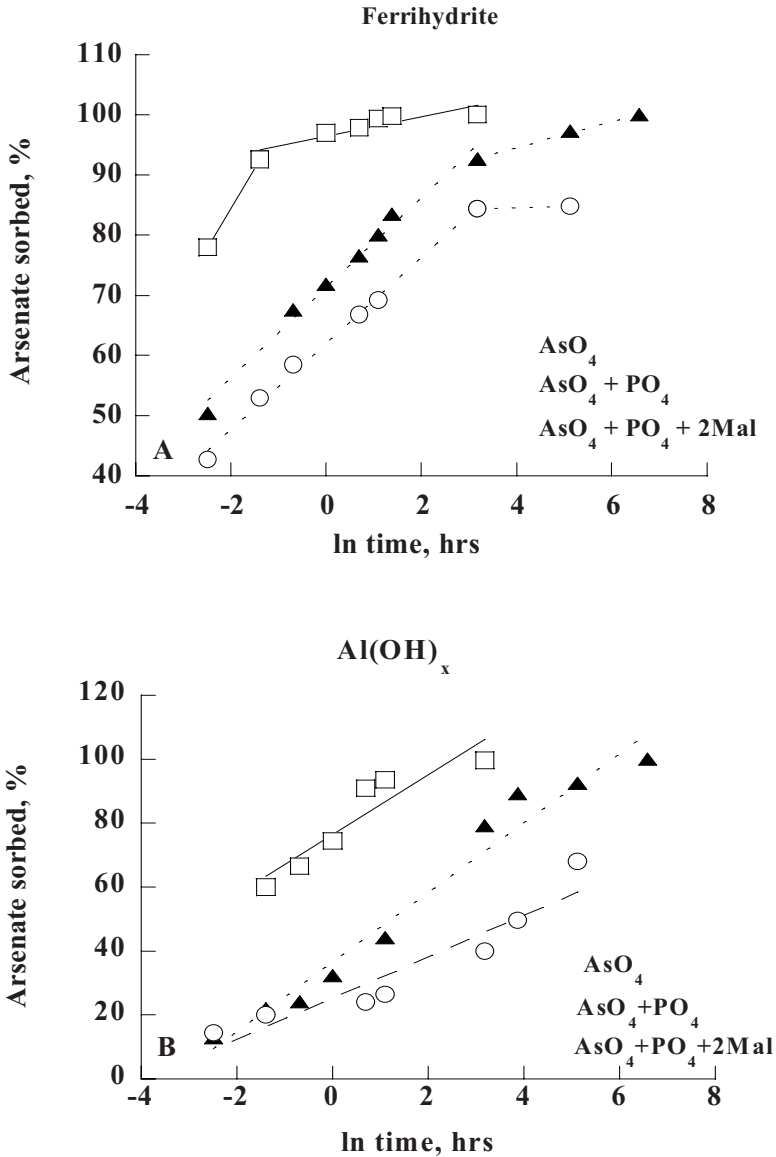 Ferrihydrite
110
100
90
80
70
60
50
40
Arsenate sorbed, %
AsO4
AsO4 + PO4
AsO4 + PO4 + 2Mal
A
-4 -2 0 2 4 6 8
ln time, hrs
Al(OH)x
120
100
80
60
40
20
0
Arsenate sorbed, %
AsO4
AsO4+PO4
AsO4+PO4+2Mal
B
-4 -2 0 2 4 6 8
ln time, hrs